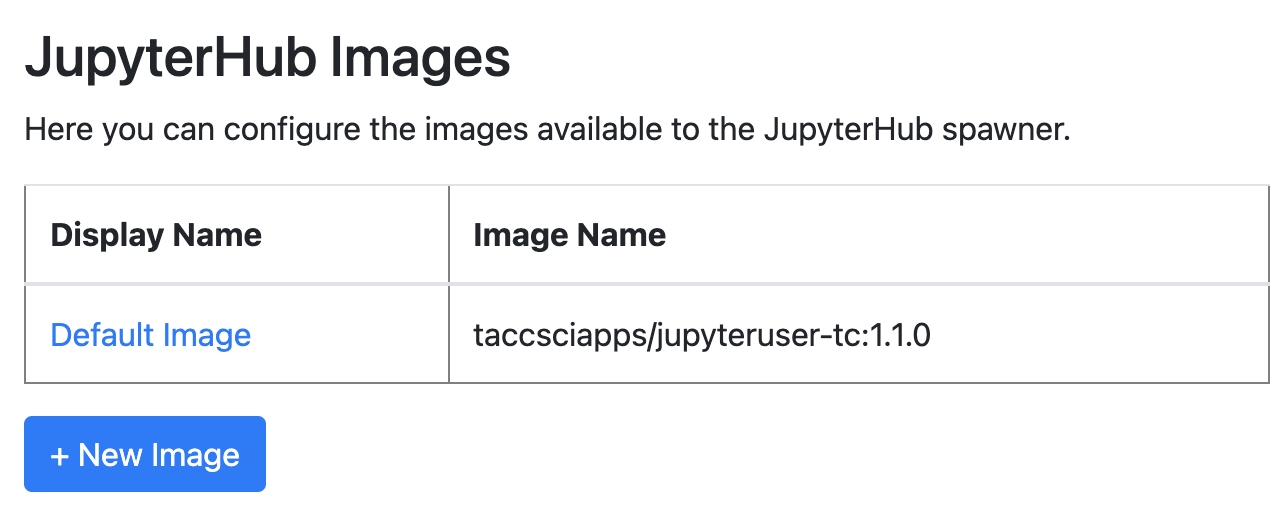 JupyterHub Images
Here you can configure the images available to the JupyterHub spawner.
Display Name Image Name
Default Image taccsciapps/jupyteruser-tc:1.1.0
+ New Image